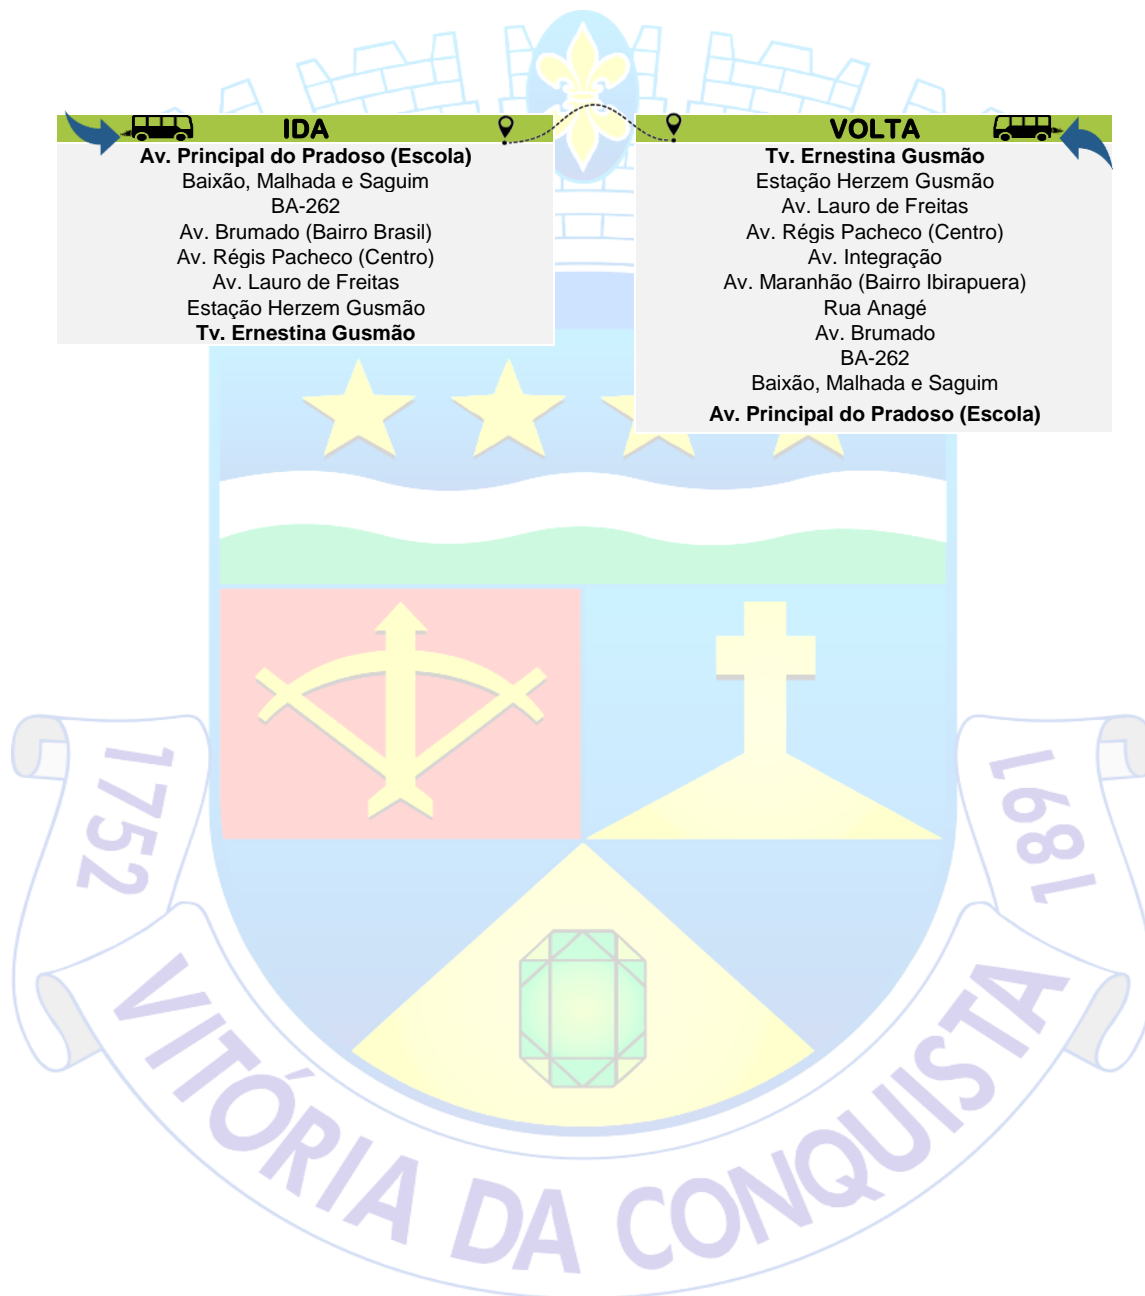 IDA
Av. Principal do Pradoso (Escola)
Baixão, Malhada e Saguim
BA-262
Av. Brumado (Bairro Brasil)
Av. Régis Pacheco (Centro)
Av. Lauro de Freitas
Estação Herzem Gusmão
Tv. Ernestina Gusmão
VOLTA
Tv. Ernestina Gusmão
Estação Herzem Gusmão
Av. Lauro de Freitas
Av. Régis Pacheco (Centro)
Av. Integração
Av. Maranhão (Bairro Ibirapuera)
Rua Anagé
Av. Brumado
BA-262
Baixão, Malhada e Saguim
Av. Principal do Pradoso (Escola)
1752
1891
VITÓRIA DA CONQUISTA